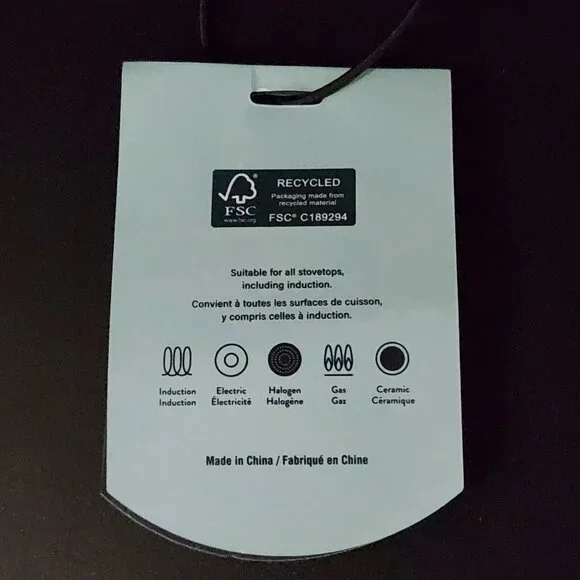 RECYCLED
Packaging made from
recycled material
FSC
www.fsc.org
FSC® C189294
Suitable for all stovetops,
including induction.
Convient à toutes les surfaces de cuisson,
y compris celles à induction.
Induction Electric Halogen Gas Ceramic
Induction Électricité Halogène Gaz Céramique
Made in China / Fabriqué en Chine